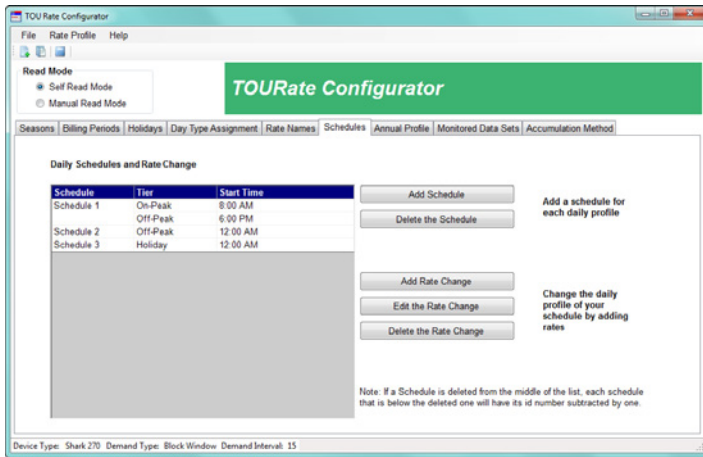 TOU Rate Configurator
File Rate Profile Help
Read Mode
Self Read Mode
Manual Read Mode
TOURate Configurator
Seasons Billing Periods Holidays Day Type Assignment Rate Names Schedules Annual Profile Monitored Data Sets Accumulation Method
Daily Schedules and Rate Change
Schedule Tier Start Time
Schedule 1 On-Peak 8:00 AM
Off-Peak 6:00 PM
Schedule 2 Off-Peak 12:00 AM
Schedule 3 Holiday 12:00 AM
Add Schedule
Delete the Schedule
Add a schedule for
each daily profile
Add Rate Change
Edit the Rate Change
Delete the Rate Change
Change the daily
profile of your
schedule by adding
rates
Note: If a Schedule is deleted from the middle of the list, each schedule
that is below the deleted one will have its id number subtracted by one.
Device Type: Shark 270 Demand Type: Block Window Demand Interval: 15